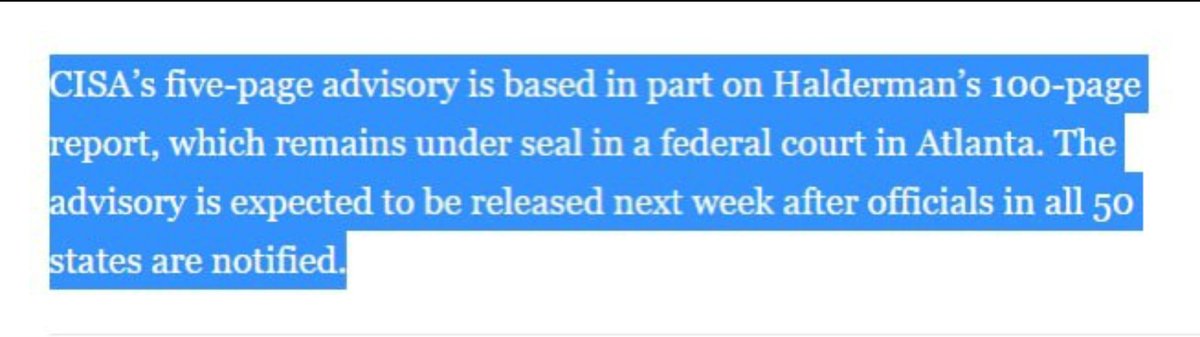 CISA’s five-page advisory is based in part on Halderman’s 100-page
report, which remains under seal in a federal court in Atlanta. The
advisory is expected to be released next week after officials in all 50
states are notified.